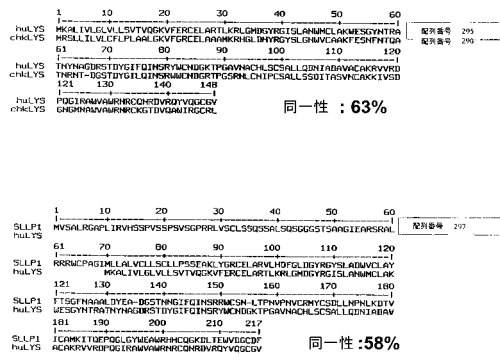 1 10 20 30 40 50 60
huLYS MKALIVLGLVLLSVTVQGKVFERCELARTLKRLGMDGYRGISLANWMCLAKWESGYNTRA 配列番号 295
chkLYS MRSLLILVLCFLPLAALGKVFGRCELAAAMKRHGLDNYRGYSLGNWVCAAKFESNFNTQA 配列番号 296
61 70 80 90 100 110 120
huLYS TNYNAGDRSTDYGIFQINSRYWCNDGKTPGAVNACHLSCSALLQDNIADAVACAKRVVRD
chkLYS TNRNT-DGSTDYGILQINSRWWCNDGRTPGSRNLCNIPCSALLSSDITASVNCAKKIVSD
121 130 140 148
huLYS PQGIRAWVAWRNRCQNRDVRQYVQGCGV
chkLYS GNGMNAWVAWRNRCKGTDVQAWIRGCRL
同一性 : 63%
1 10 20 30 40 50 60
SLLP1 MVSALRGAPLIRVHSSPVSSPSVSGPRRLVSCLSSQSSALSQSGGGSTSAAGIEARSRAL 配列番号 297
huLYS
61 70 80 90 100 110 120
SLLP1 RRRWCPAGIMLLALVCLLSCLLPSSEAKLYGRCELARVLHDFGLDGYRGYSLADWVCLAY
huLYS MKALIVLGLVLLSVTVQGKVFERCELARTLKRLGMDGYRGISLANWMCLAK
121 130 140 150 160 170 180
SLLP1 FTSGFNAAALDYEA-DGSTNNGIFQINSRRWCSN-LTPNVPNVCRMYCSDLLNPNLKDTV
huLYS WESGYNTRATNYNAGDRSTDYGIFQINSRYWCNDGKTPGAVNACHLSCSALLQDNIADAV
181 190 200 210 217
SLLP1 ICAMKITQEPQGLGYWEAWRHHCQGKDLTEWVDGCDF
huLYS ACAKRVVRDPQGIRAWVAWRNRCQNRDVRQYVQGCGV
同一性:58%